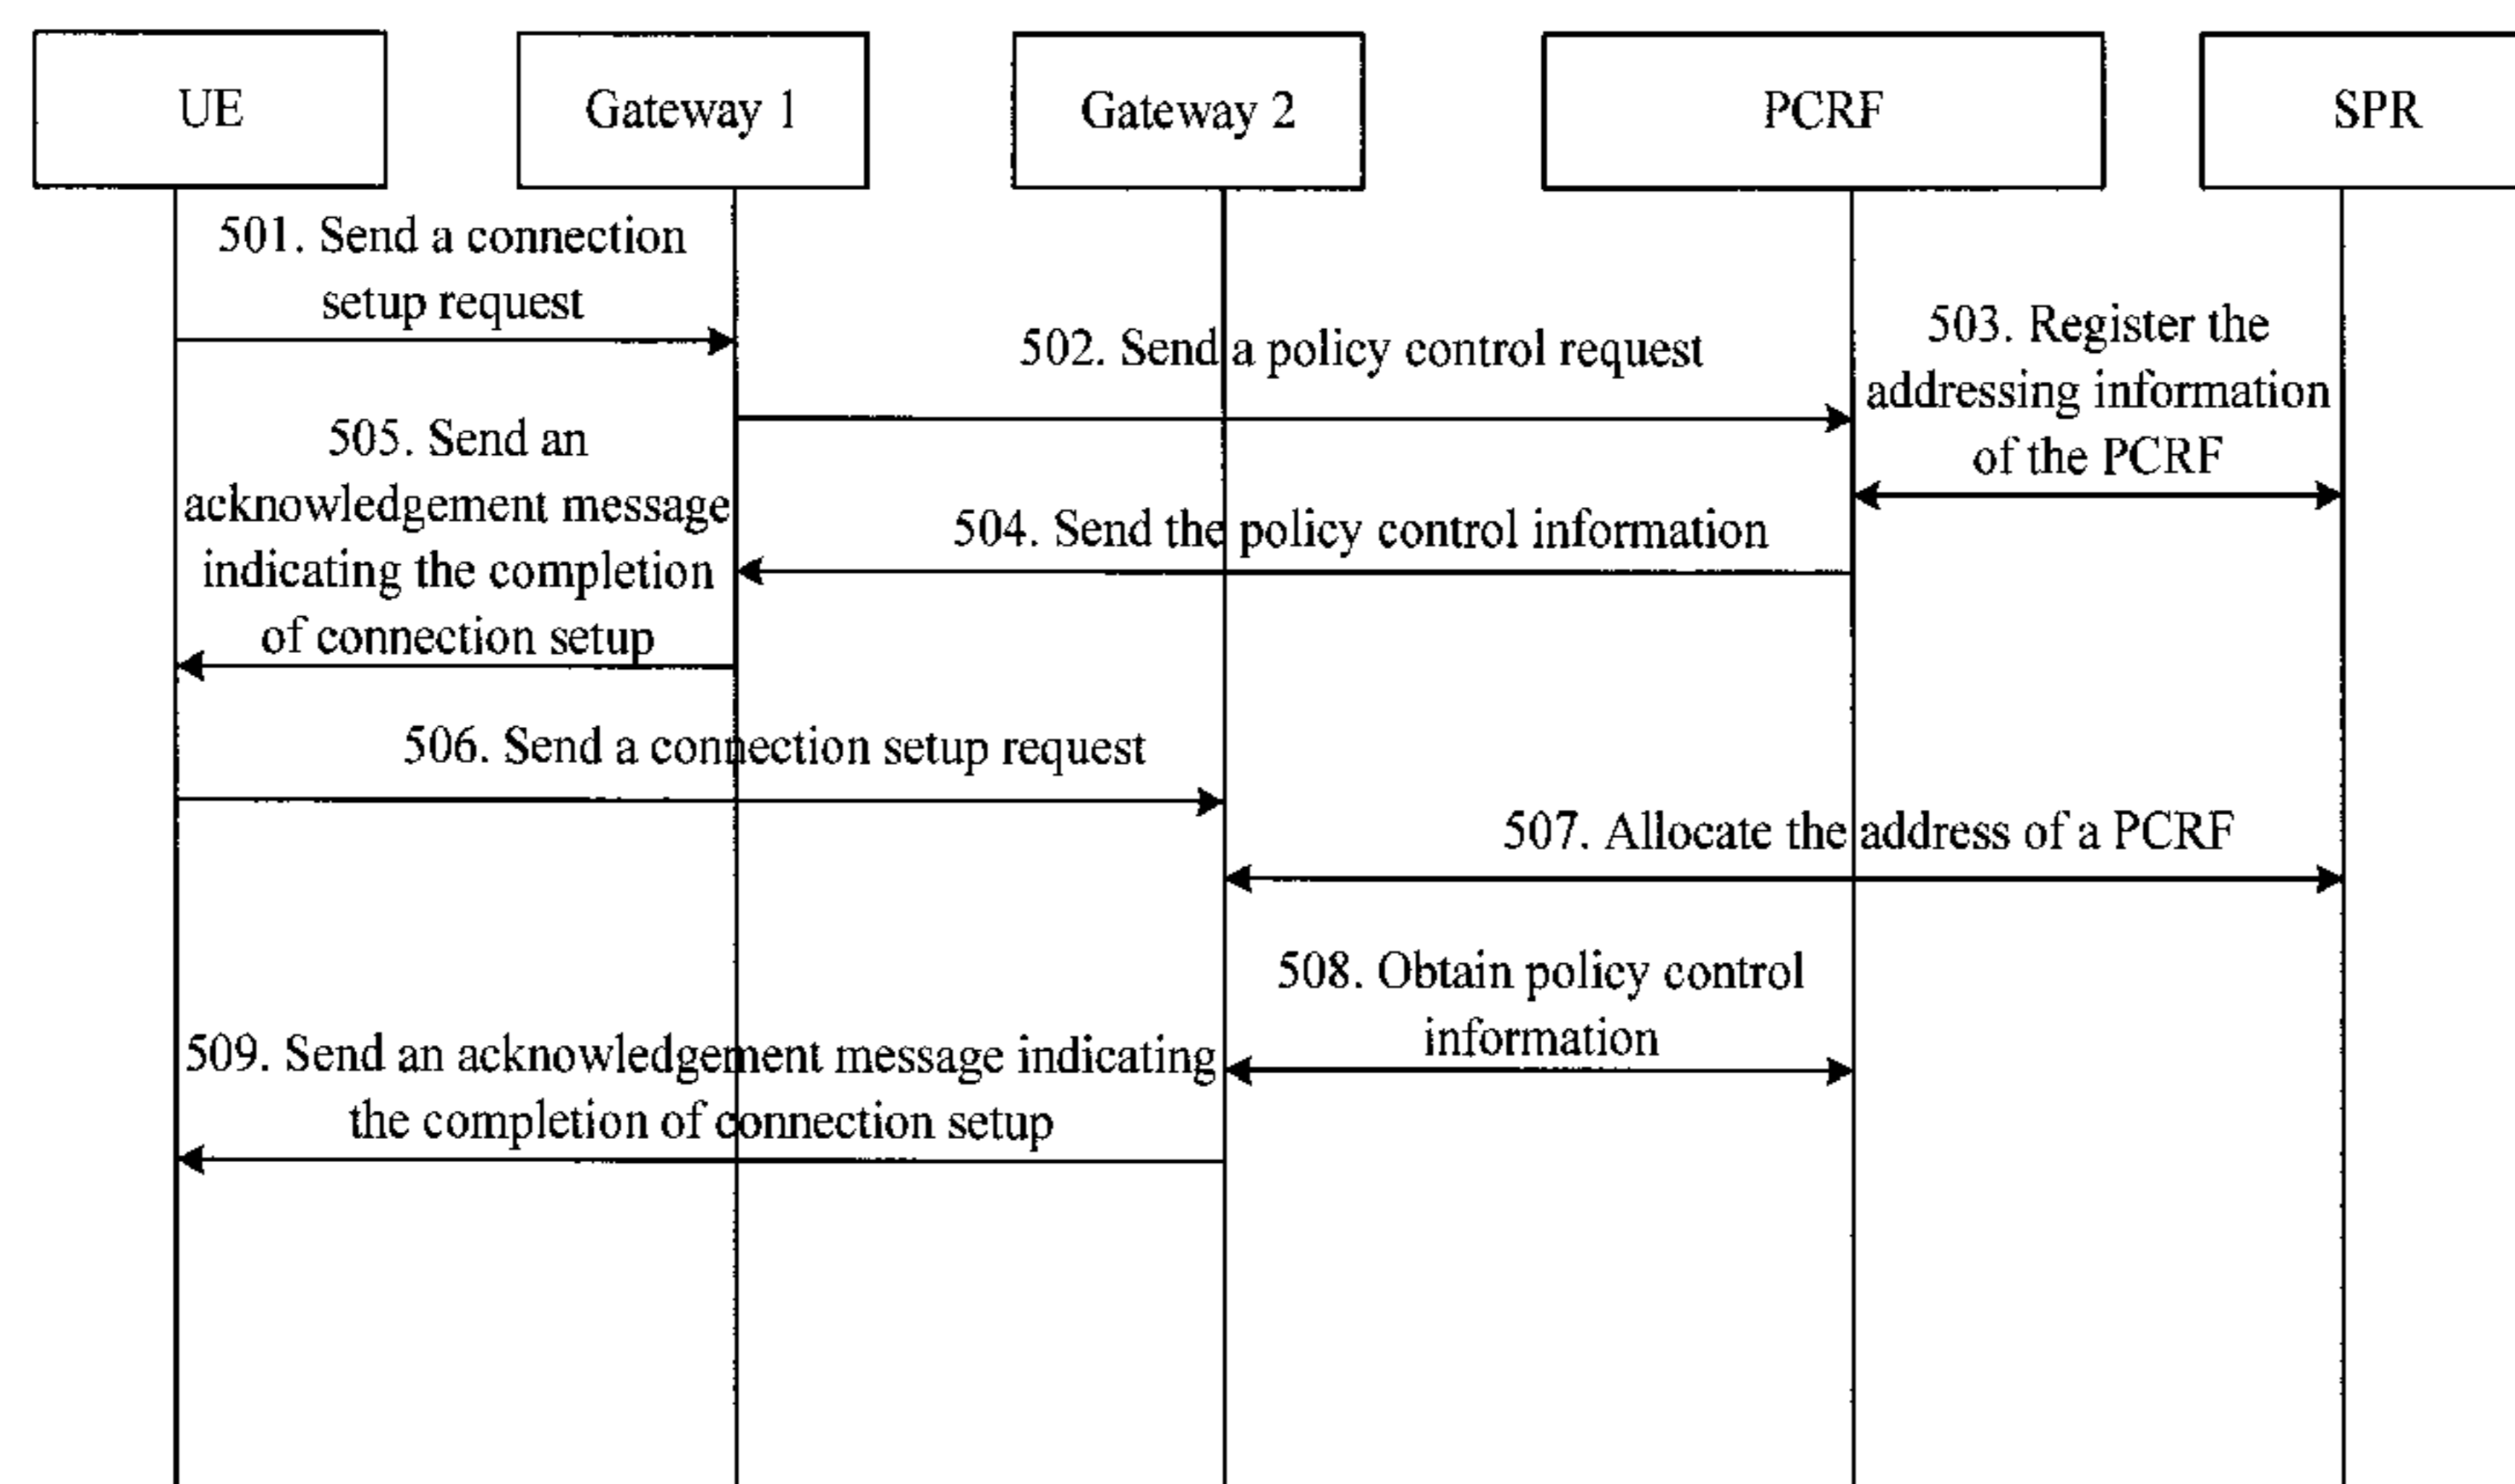 UE
Gateway 1
Gateway 2
PCRF
SPR
501. Send a connection
setup request
502. Send a policy control request
503. Register the
addressing information
of the PCRF
504. Send the policy control information
505. Send an
acknowledgement message
indicating the completion
of connection setup
506. Send a connection setup request
507. Allocate the address of a PCRF
508. Obtain policy control
information
509. Send an acknowledgement message indicating
the completion of connection setup